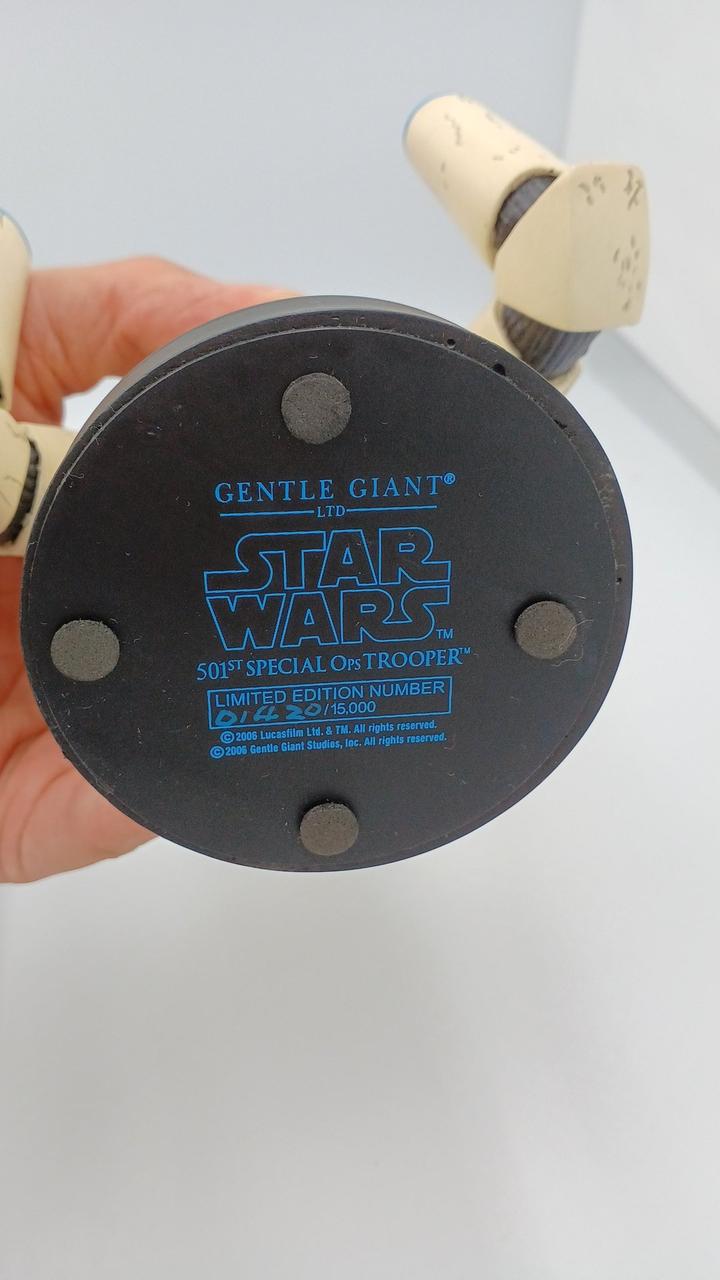 GENTLE GIANT®
LTD
STAR
WARS™
501ST SPECIAL OPS TROOPER™
LIMITED EDITION NUMBER
01420/15,000
©2006 Lucasfilm Ltd. & TM. All rights reserved.
©2006 Gentle Giant Studios, Inc. All rights reserved.